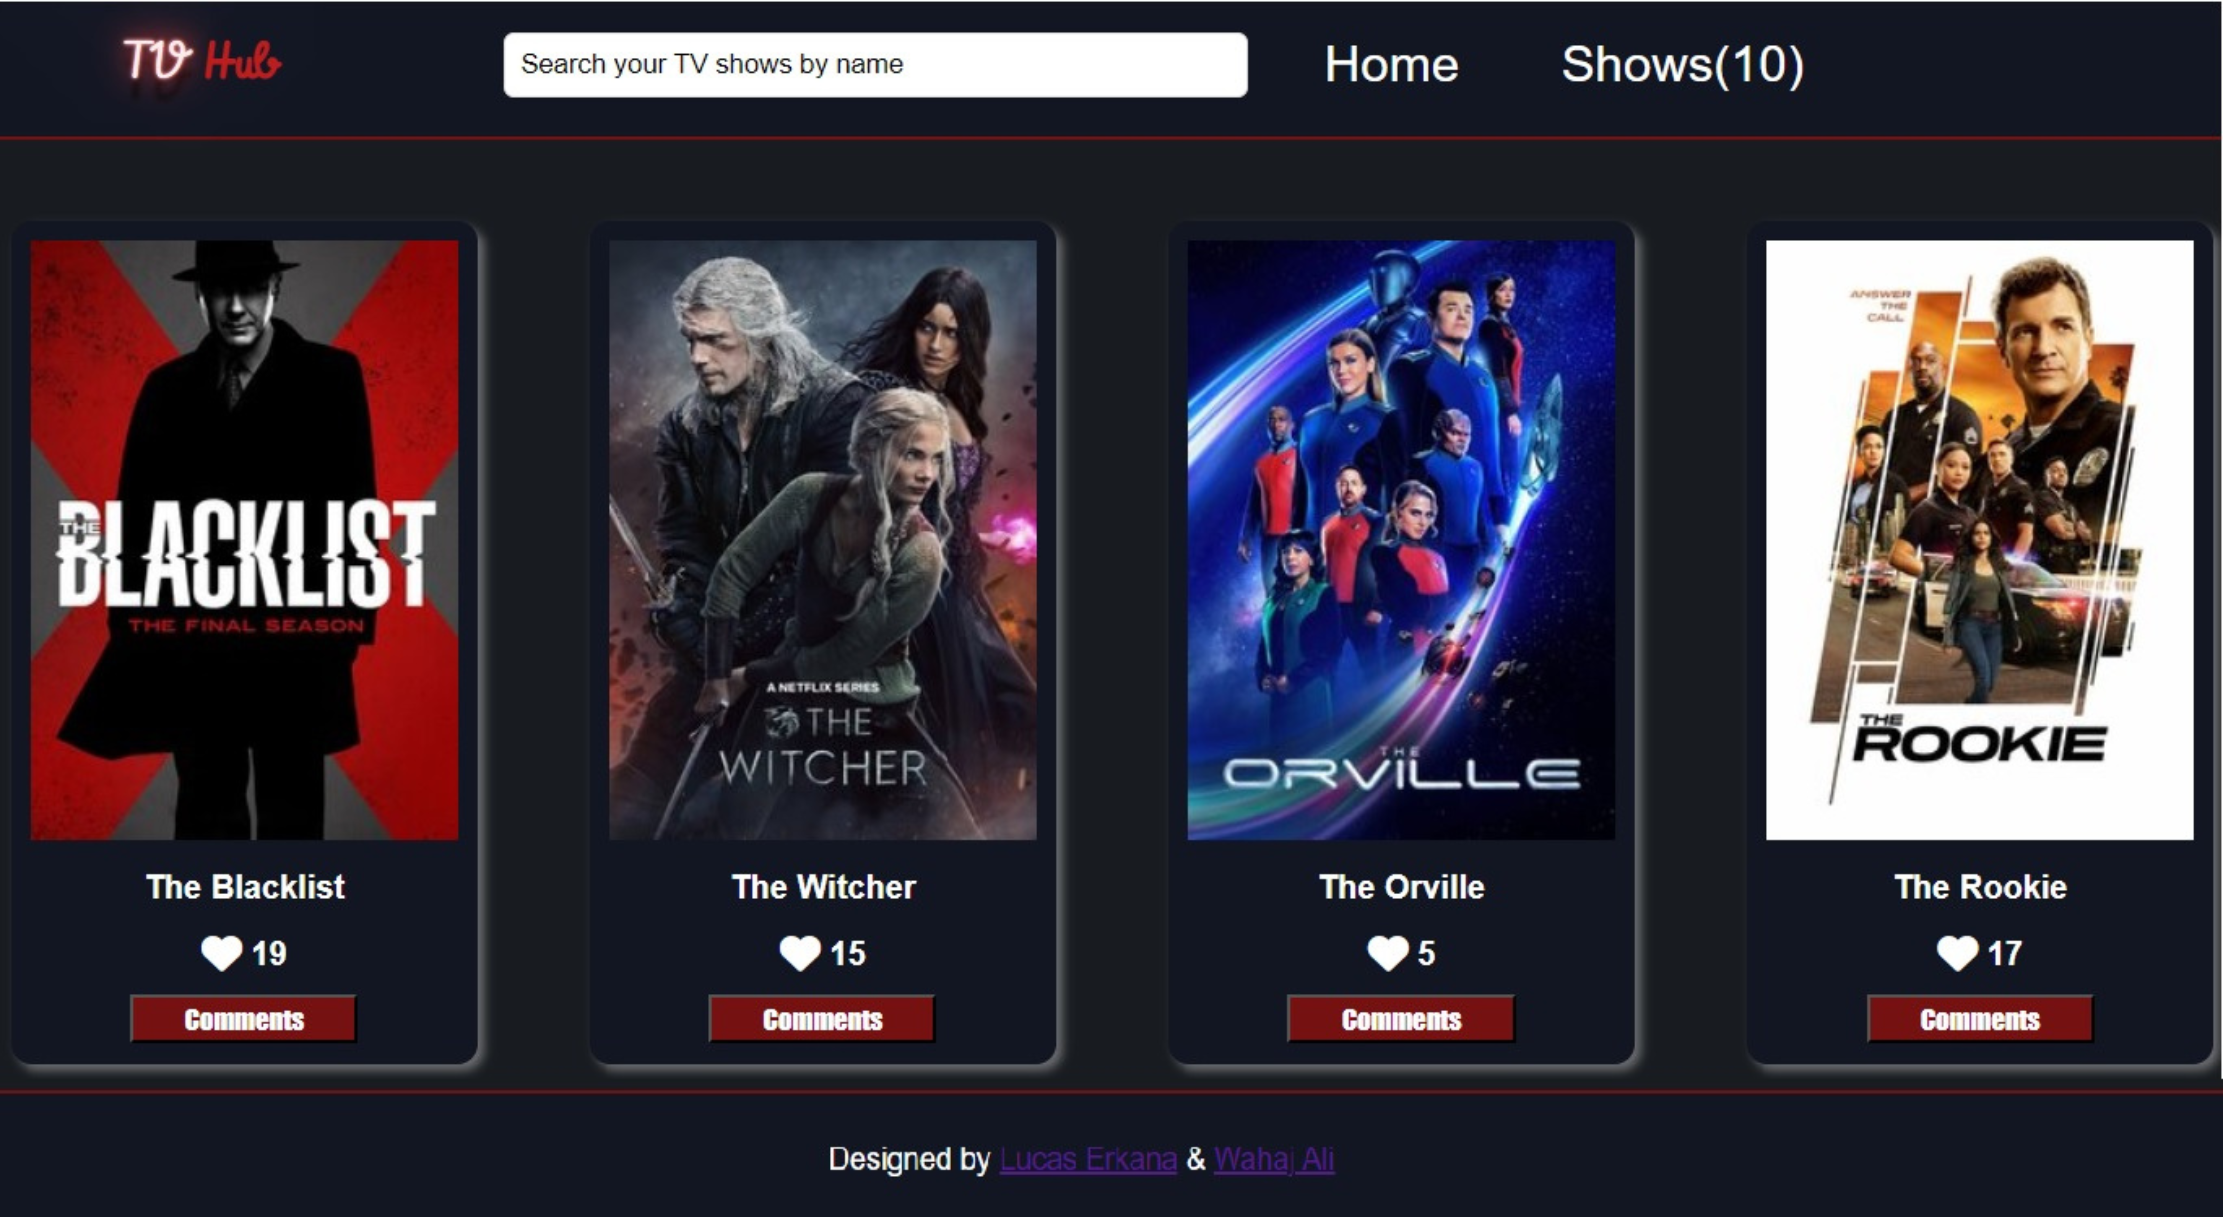 TV Hub
Search your TV shows by name
Home
Shows(10)
THE
BLACKLIST
THE FINAL SEASON
A NETFLIX SERIES
THE
WITCHER
THE
ORVILLE
ANSWER
THE
CALL
THE
ROOKIE
The Blacklist
The Witcher
The Orville
The Rookie
19
15
5
17
Comments
Comments
Comments
Comments
Designed by Lucas Erkana & Wahaj Ali